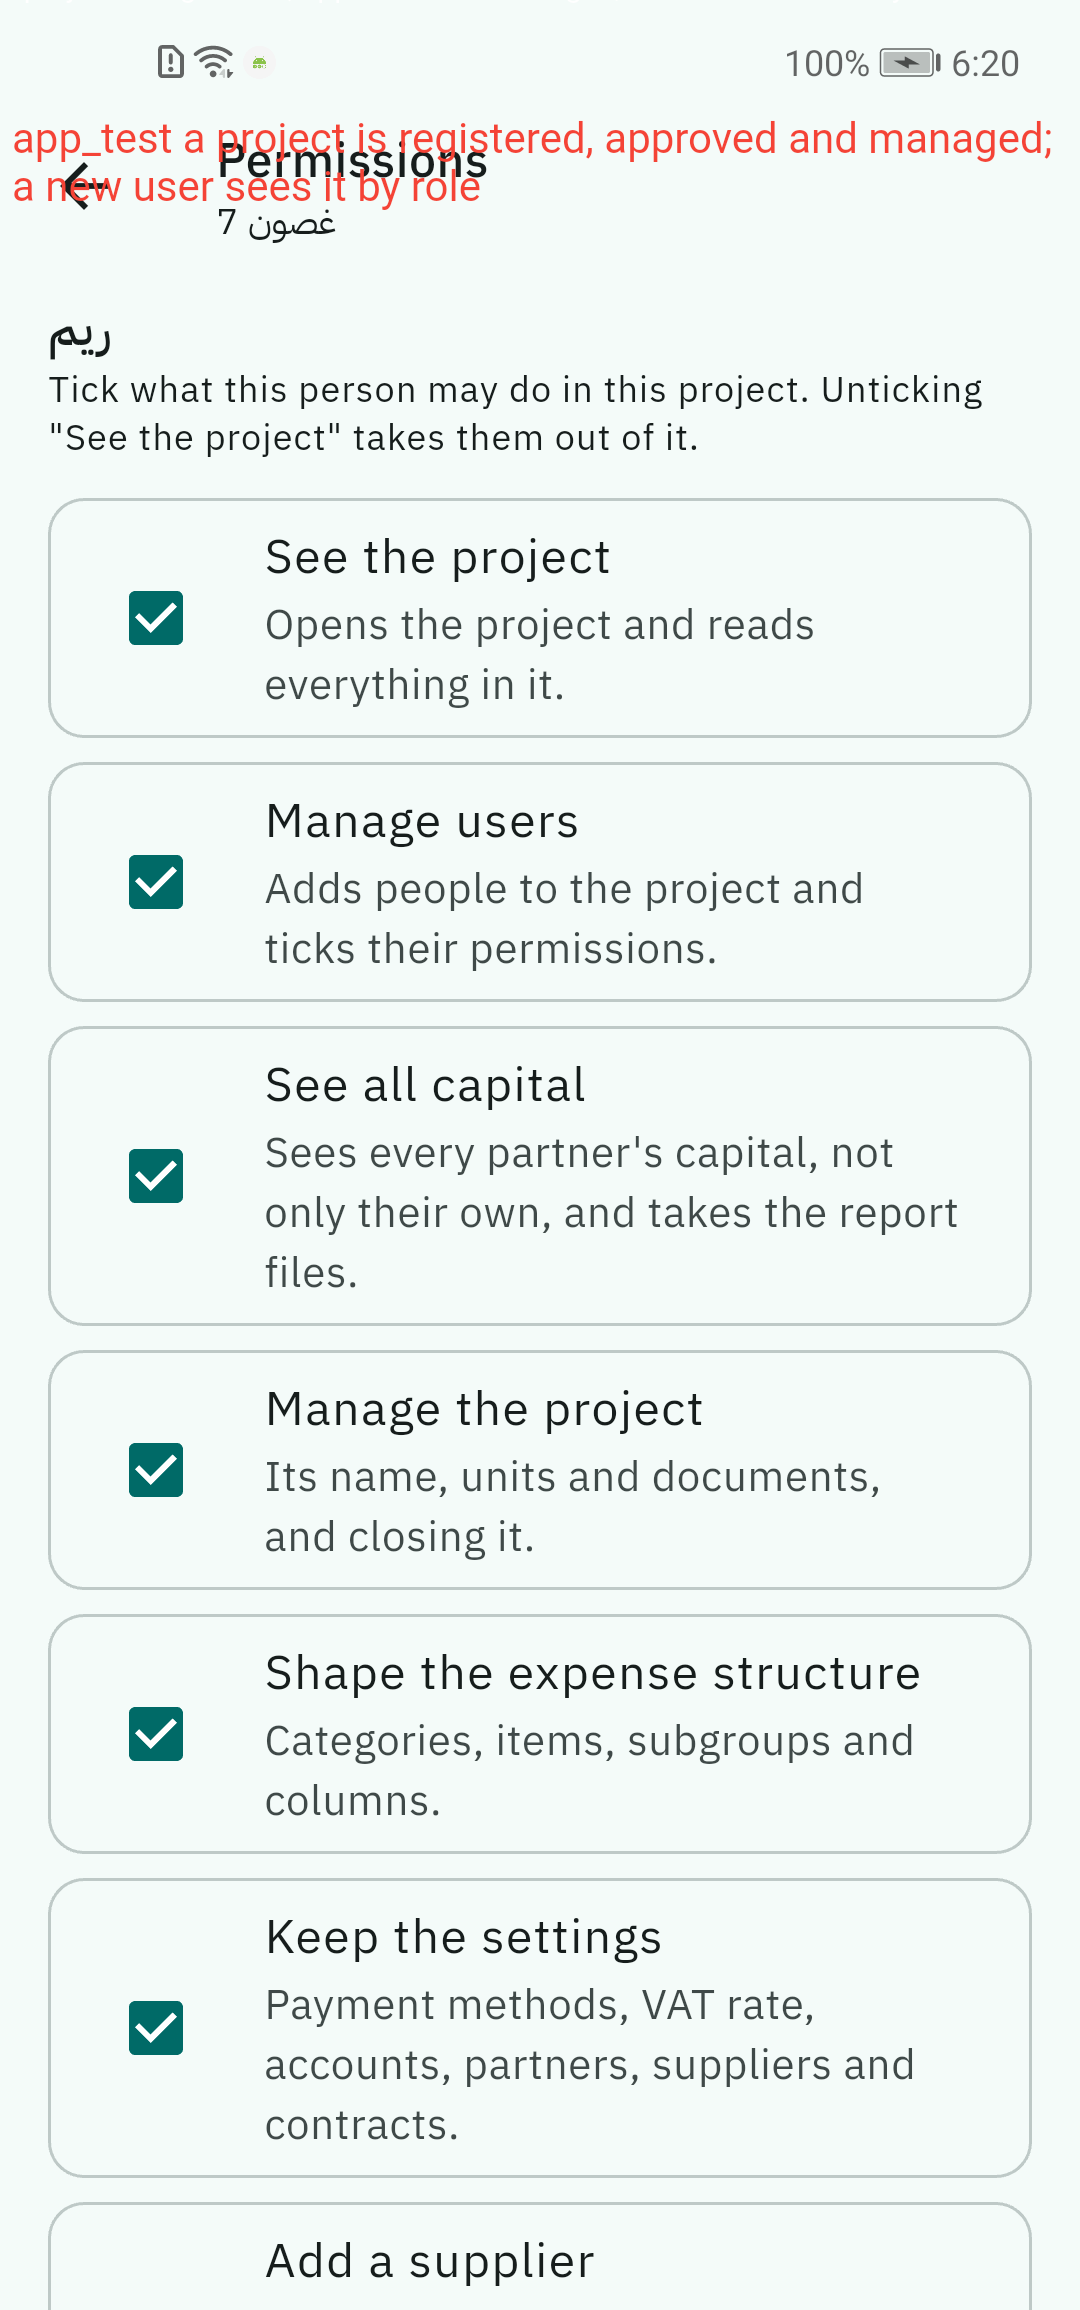 100% 6:20
app_test a project is registered, approved and managed;
a new user sees it by role
Permissions
غصون 7
ريم
Tick what this person may do in this project. Unticking
"See the project" takes them out of it.
See the project
Opens the project and reads
everything in it.
Manage users
Adds people to the project and
ticks their permissions.
See all capital
Sees every partner's capital, not
only their own, and takes the report
files.
Manage the project
Its name, units and documents,
and closing it.
Shape the expense structure
Categories, items, subgroups and
columns.
Keep the settings
Payment methods, VAT rate,
accounts, partners, suppliers and
contracts.
Add a supplier